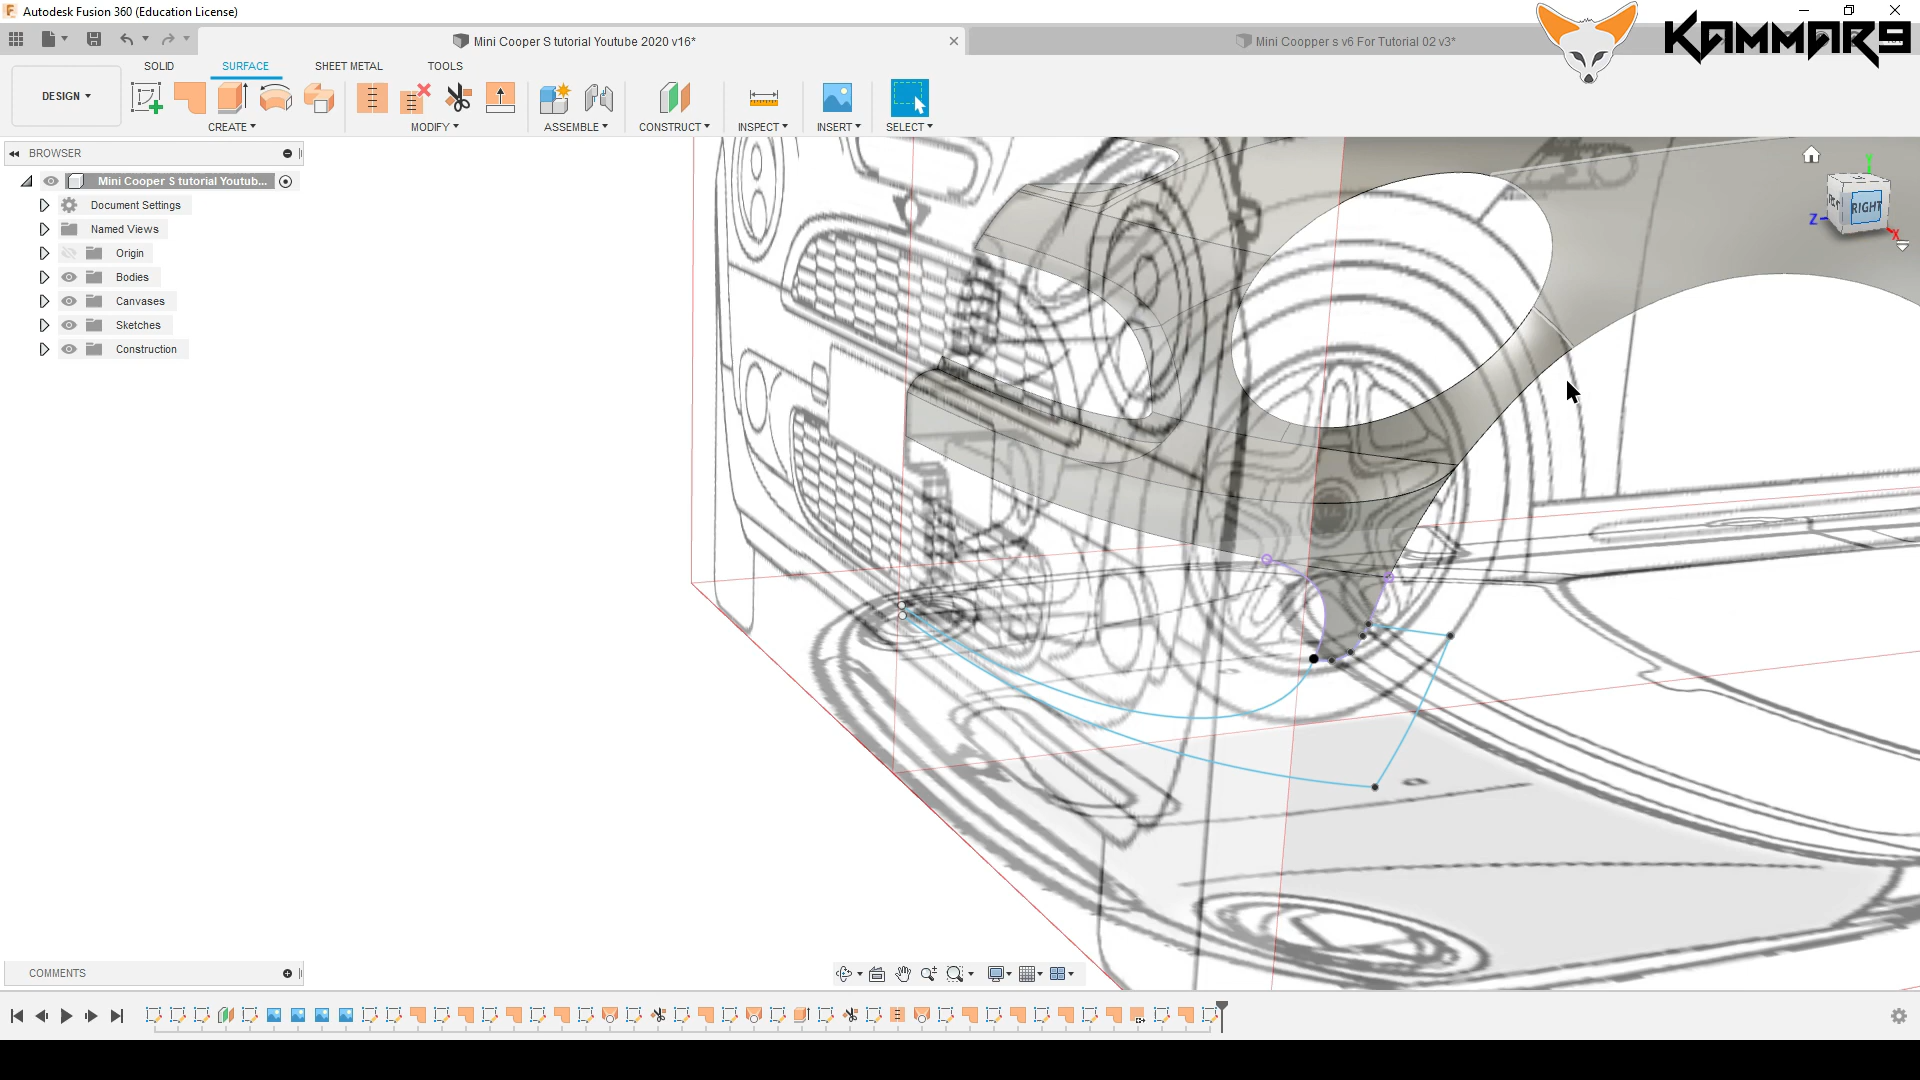 Autodesk Fusion 360 (Education License)
KAMMAR9
Mini Cooper S tutorial Youtube 2020 v16*
Mini Coopper s v6 For Tutorial 02 v3*
SOLID
SURFACE
SHEET METAL
TOOLS
DESIGN
CREATE
MODIFY
ASSEMBLE
CONSTRUCT
INSPECT
INSERT
SELECT
BROWSER
Mini Cooper S tutorial Youtub...
Document Settings
Named Views
Origin
Bodies
Canvases
Sketches
Construction
Y
RIGHT
Z
X
COMMENTS